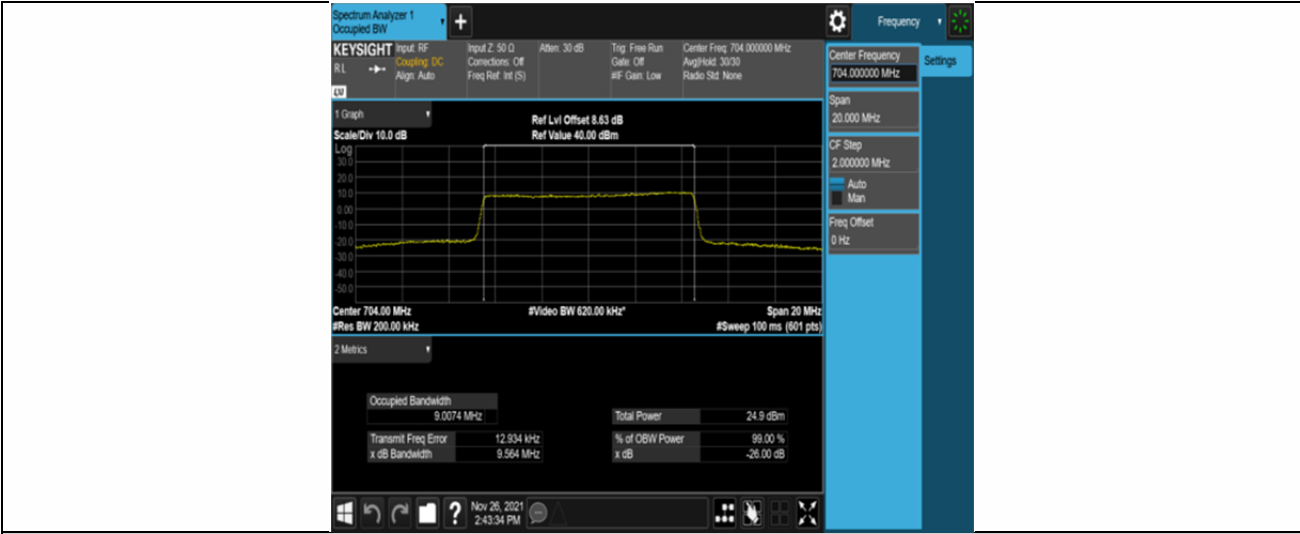 Spectrum Analyzer 1
Occupied BW
+
Frequency
KEYSIGHT
R L
Input: RF
Coupling: DC
Align: Auto
Input Z: 50 Ω
Corrections: Off
Freq Ref: Int (S)
Atten: 30 dB
Trig: Free Run
Gate: Off
#IF Gain: Low
Center Freq: 704.000000 MHz
Avg|Hold: 30/30
Radio Std: None
1 Graph
Scale/Div 10.0 dB
Ref Lvl Offset 8.63 dB
Ref Value 40.00 dBm
Log
30.0
20.0
10.0
0.00
-10.0
-20.0
-30.0
-40.0
-50.0
Center 704.00 MHz
#Video BW 620.00 kHz*
Span 20 MHz
#Res BW 200.00 kHz
#Sweep 100 ms (601 pts)
2 Metrics
Occupied Bandwidth
9.0074 MHz
Total Power 24.9 dBm
Transmit Freq Error 12.934 kHz
% of OBW Power 99.00 %
x dB Bandwidth 9.564 MHz
x dB -26.00 dB
Center Frequency
704.000000 MHz
Settings
Span
20.000 MHz
CF Step
2.000000 MHz
Auto
Man
Freq Offset
0 Hz
?
Nov 26, 2021
2:43:34 PM